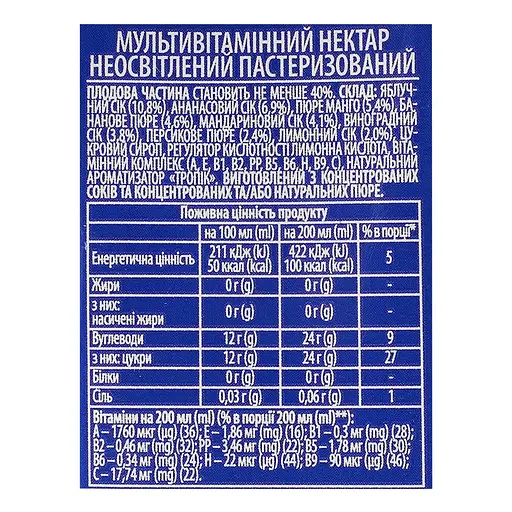 МУЛЬТИВІТАМІННИЙ НЕКТАР
НЕОСВІТЛЕНИЙ ПАСТЕРИЗОВАНИЙ
ПЛОДОВА ЧАСТИНА СТАНОВИТЬ НЕ МЕНШЕ 40%. СКЛАД: ЯБЛУЧ-
НИЙ СІК (10,8%), АНАНАСОВИЙ СІК (6,9%), ПЮРЕ МАНГО (5,4%), БА-
НАНОВЕ ПЮРЕ (4,6%), МАНДАРИНОВИЙ СІК (4,1%), ВИНОГРАДНИЙ
СІК (3,8%), ПЕРСИКОВЕ ПЮРЕ (2,4%), ЛИМОННИЙ СІК (2,0%), ЦУ-
КРОВИЙ СИРОП, РЕГУЛЯТОР КИСЛОТНОСТІ ЛИМОННА КИСЛОТА, ВІТА-
МІННИЙ КОМПЛЕКС (А, Е, В1, В2, РР, В5, В6, Н, В9, С), НАТУРАЛЬНИЙ
АРОМАТИЗАТОР «ТРОПІК». ВИГОТОВЛЕНИЙ З КОНЦЕНТРОВАНИХ
СОКІВ ТА КОНЦЕНТРОВАНИХ ТА/АБО НАТУРАЛЬНИХ ПЮРЕ.
Поживна цінність продукту
на 100 мл (ml) на 200 мл (ml) % в порції*
Енергетична цінність 211 кДж (kJ) 422 кДж (kJ) 5
50 ккал (kcal) 100 ккал (kcal)
Жири 0 г (g) 0 г (g) -
з них: насичені жири 0 г (g) 0 г (g) -
Вуглеводи 12 г (g) 24 г (g) 9
з них: цукри 12 г (g) 24 г (g) 27
Білки 0 г (g) 0 г (g) -
Сіль 0,03 г (g) 0,06 г (g) 1
Вітаміни на 200 мл (ml) (% в порції 200 мл (ml)**):
А – 1760 мкг (µg) (36); Е – 1,86 мг (mg) (16); В1 – 0,3 мг (mg) (28);
В2 – 0,46 мг (mg) (32); РР – 3,46 мг (mg) (22); В5 – 1,78 мг (mg) (30);
В6 – 0,34 мг (mg) (24); Н – 22 мкг (µg) (44); В9 – 90 мкг (µg) (46);
С – 17,74 мг (mg) (22).